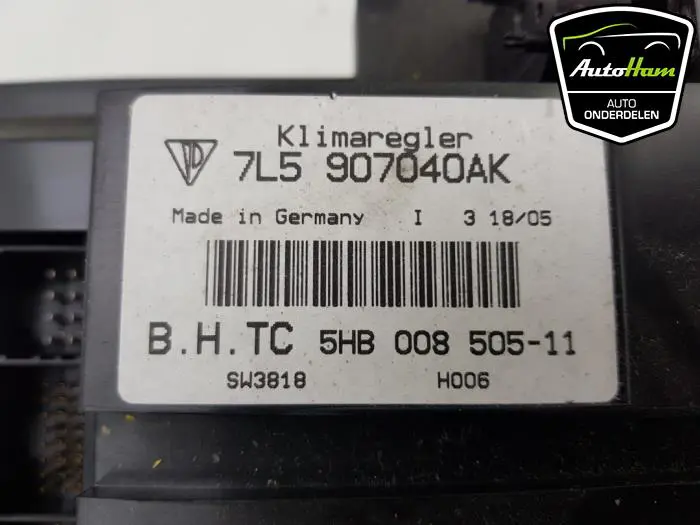 AutoHam
AUTO
ONDERDELEN
Klimaregler
7L5 907040AK
Made in Germany I 3 18/05
B.H.TC 5HB 008 505-11
SW3818 H006